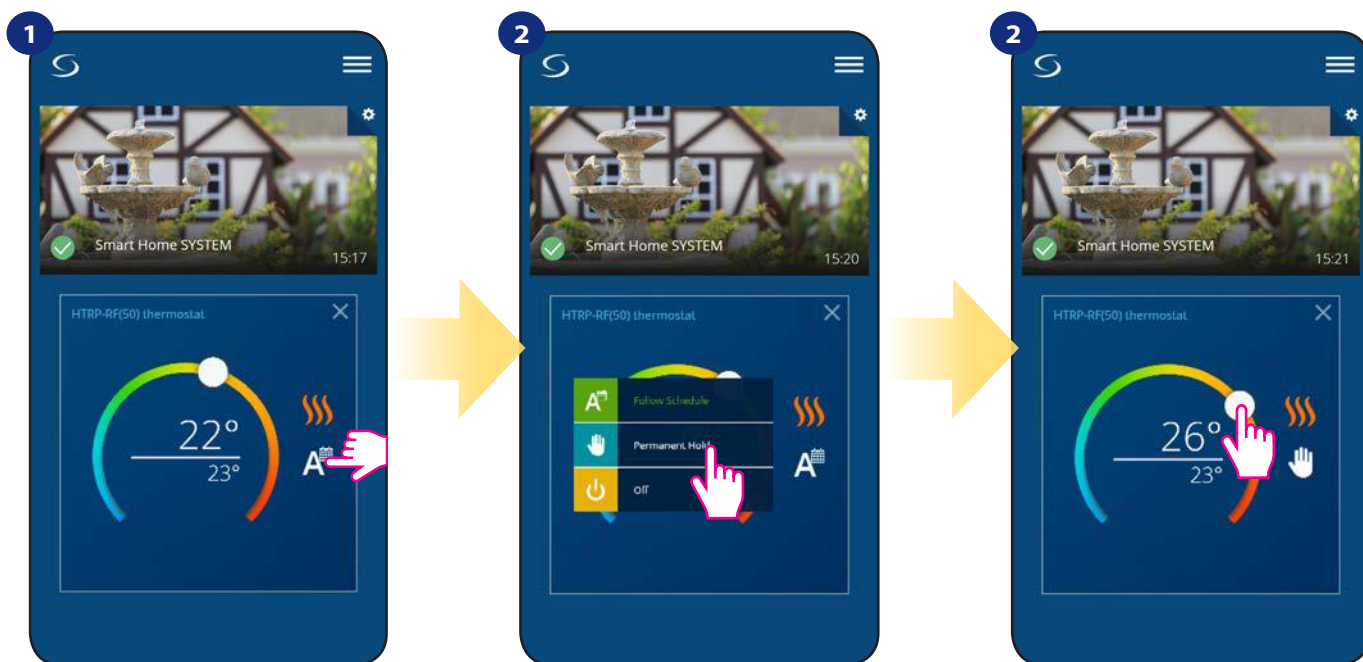 1
Smart Home SYSTEM
15:17
HTRP-RF(50) thermostat
22°
23°
A
2
Smart Home SYSTEM
15:20
HTRP-RF(50) thermostat
A
Follow Schedule
Permanent Hold
Off
A
2
Smart Home SYSTEM
15:21
HTRP-RF(50) thermostat
26°
23°